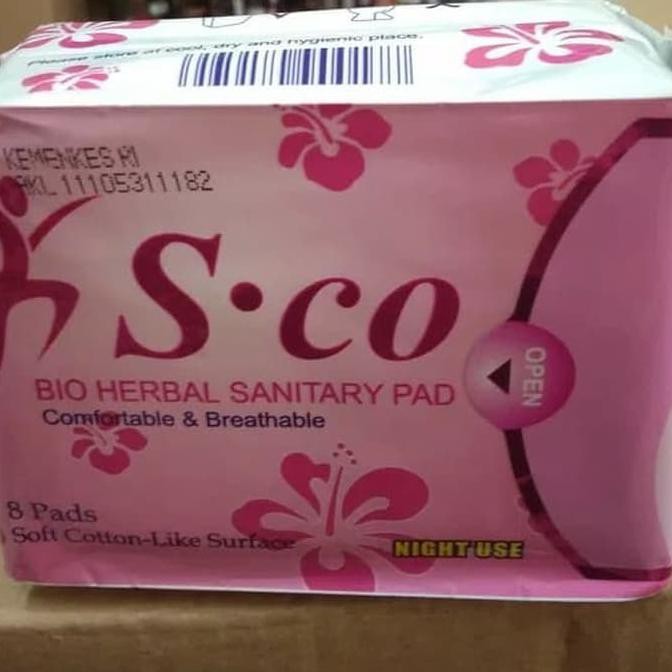 Please store at cool, dry and hygienic place.
KEMENKES RI
AKL 11105311182
S·co
OPEN
BIO HERBAL SANITARY PAD
Comfortable & Breathable
8 Pads
Soft Cotton-Like Surface
NIGHT USE